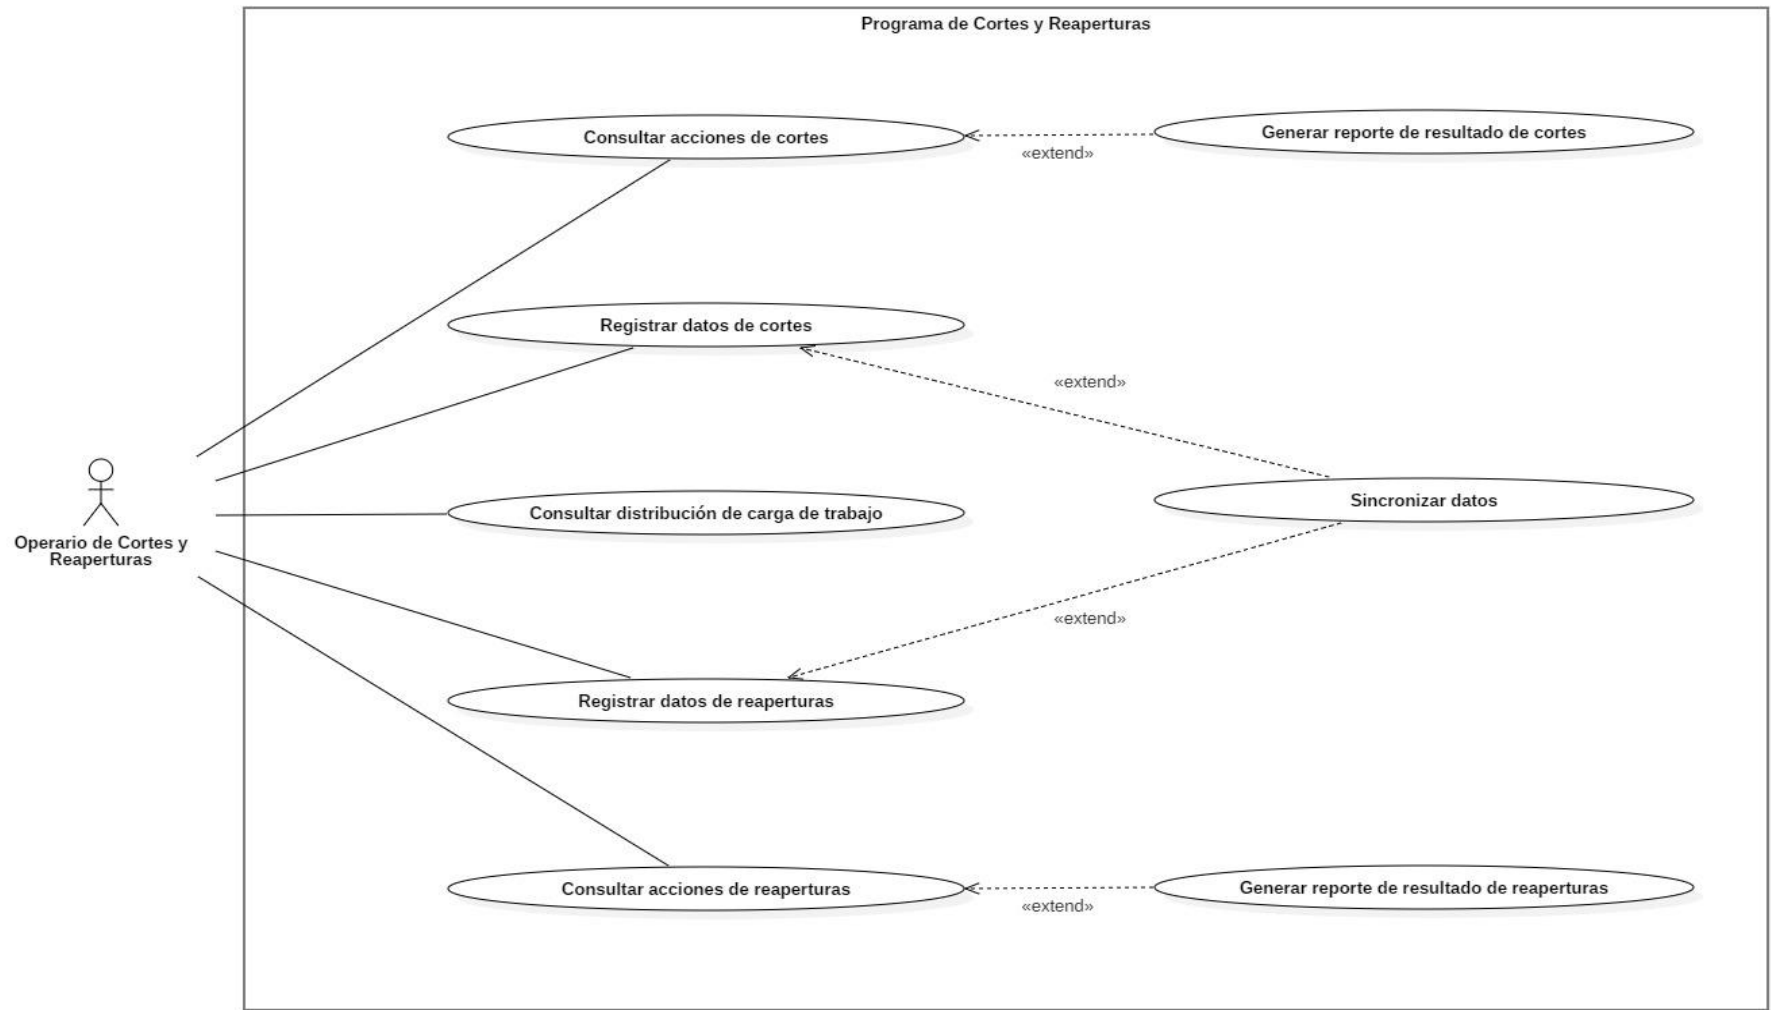 Programa de Cortes y Reaperturas
Consultar acciones de cortes
«extend»
Generar reporte de resultado de cortes
Registrar datos de cortes
«extend»
Operario de Cortes y
Reaperturas
Consultar distribución de carga de trabajo
Sincronizar datos
«extend»
Registrar datos de reaperturas
Consultar acciones de reaperturas
«extend»
Generar reporte de resultado de reaperturas